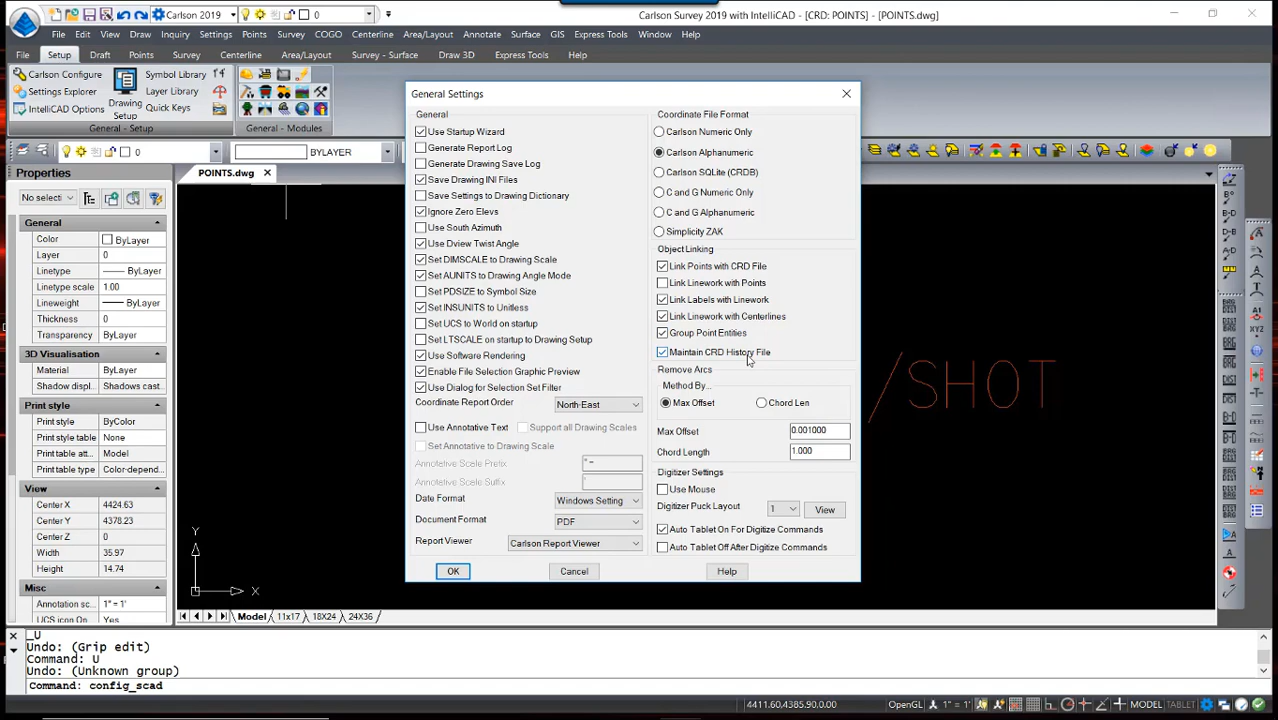 Carlson 2019
0
Carlson Survey 2019 with IntelliCAD - [CRD: POINTS] - [POINTS.dwg]
File Edit View Draw Inquiry Settings Points Survey COGO Centerline Area/Layout Annotate Surface GIS Express Tools Window Help
File Setup Draft Points Survey Centerline Area/Layout Survey - Surface Draw 3D Express Tools Help
Carlson Configure
Settings Explorer
IntelliCAD Options
Drawing Setup
Symbol Library
Layer Library
Quick Keys
General - Setup
General - Modules
0
BYLAYER
Properties
POINTS.dwg
No selecti
General
Color ByLayer
Layer 0
Linetype ByLayer
Linetype scale 1.00
Lineweight ByLayer
Thickness 0
Transparency ByLayer
3D Visualisation
Material ByLayer
Shadow displ... Shadows cast...
Print style
Print style ByColor
Print style table None
Print table att... Model
Print table type Color-depend...
View
Center X 4424.63
Center Y 4378.23
Center Z 0
Width 35.97
Height 14.74
Misc
Annotation sc... 1" = 1'
UCS icon On Yes
General Settings
General
Use Startup Wizard
Generate Report Log
Generate Drawing Save Log
Save Drawing INI Files
Save Settings to Drawing Dictionary
Ignore Zero Elevs
Use South Azimuth
Use Dview Twist Angle
Set DIMSCALE to Drawing Scale
Set AUNITS to Drawing Angle Mode
Set PDSIZE to Symbol Size
Set INSUNITS to Unitless
Set UCS to World on startup
Set LTSCALE on startup to Drawing Setup
Use Software Rendering
Enable File Selection Graphic Preview
Use Dialog for Selection Set Filter
Coordinate Report Order North-East
Use Annotative Text Support all Drawing Scales
Set Annotative to Drawing Scale
Annotative Scale Prefix " =
Annotative Scale Suffix '
Date Format Windows Setting
Document Format PDF
Report Viewer Carlson Report Viewer
OK Cancel Help
Coordinate File Format
Carlson Numeric Only
Carlson Alphanumeric
Carlson SQLite (CRDB)
C and G Numeric Only
C and G Alphanumeric
Simplicity ZAK
Object Linking
Link Points with CRD File
Link Linework with Points
Link Labels with Linework
Link Linework with Centerlines
Group Point Entities
Maintain CRD History File
Remove Arcs
Method By...
Max Offset Chord Len
Max Offset 0.001000
Chord Length 1.000
Digitizer Settings
Use Mouse
Digitizer Puck Layout 1 View
Auto Tablet On For Digitize Commands
Auto Tablet Off After Digitize Commands
/SHOT
Y
X
Model 11x17 18X24 24X36
_U
Undo: (Grip edit)
Command: U
Undo: (Unknown group)
Command: config_scad
4411.60,4385.90,0.00 OpenGL 1" = 1' MODEL TABLET